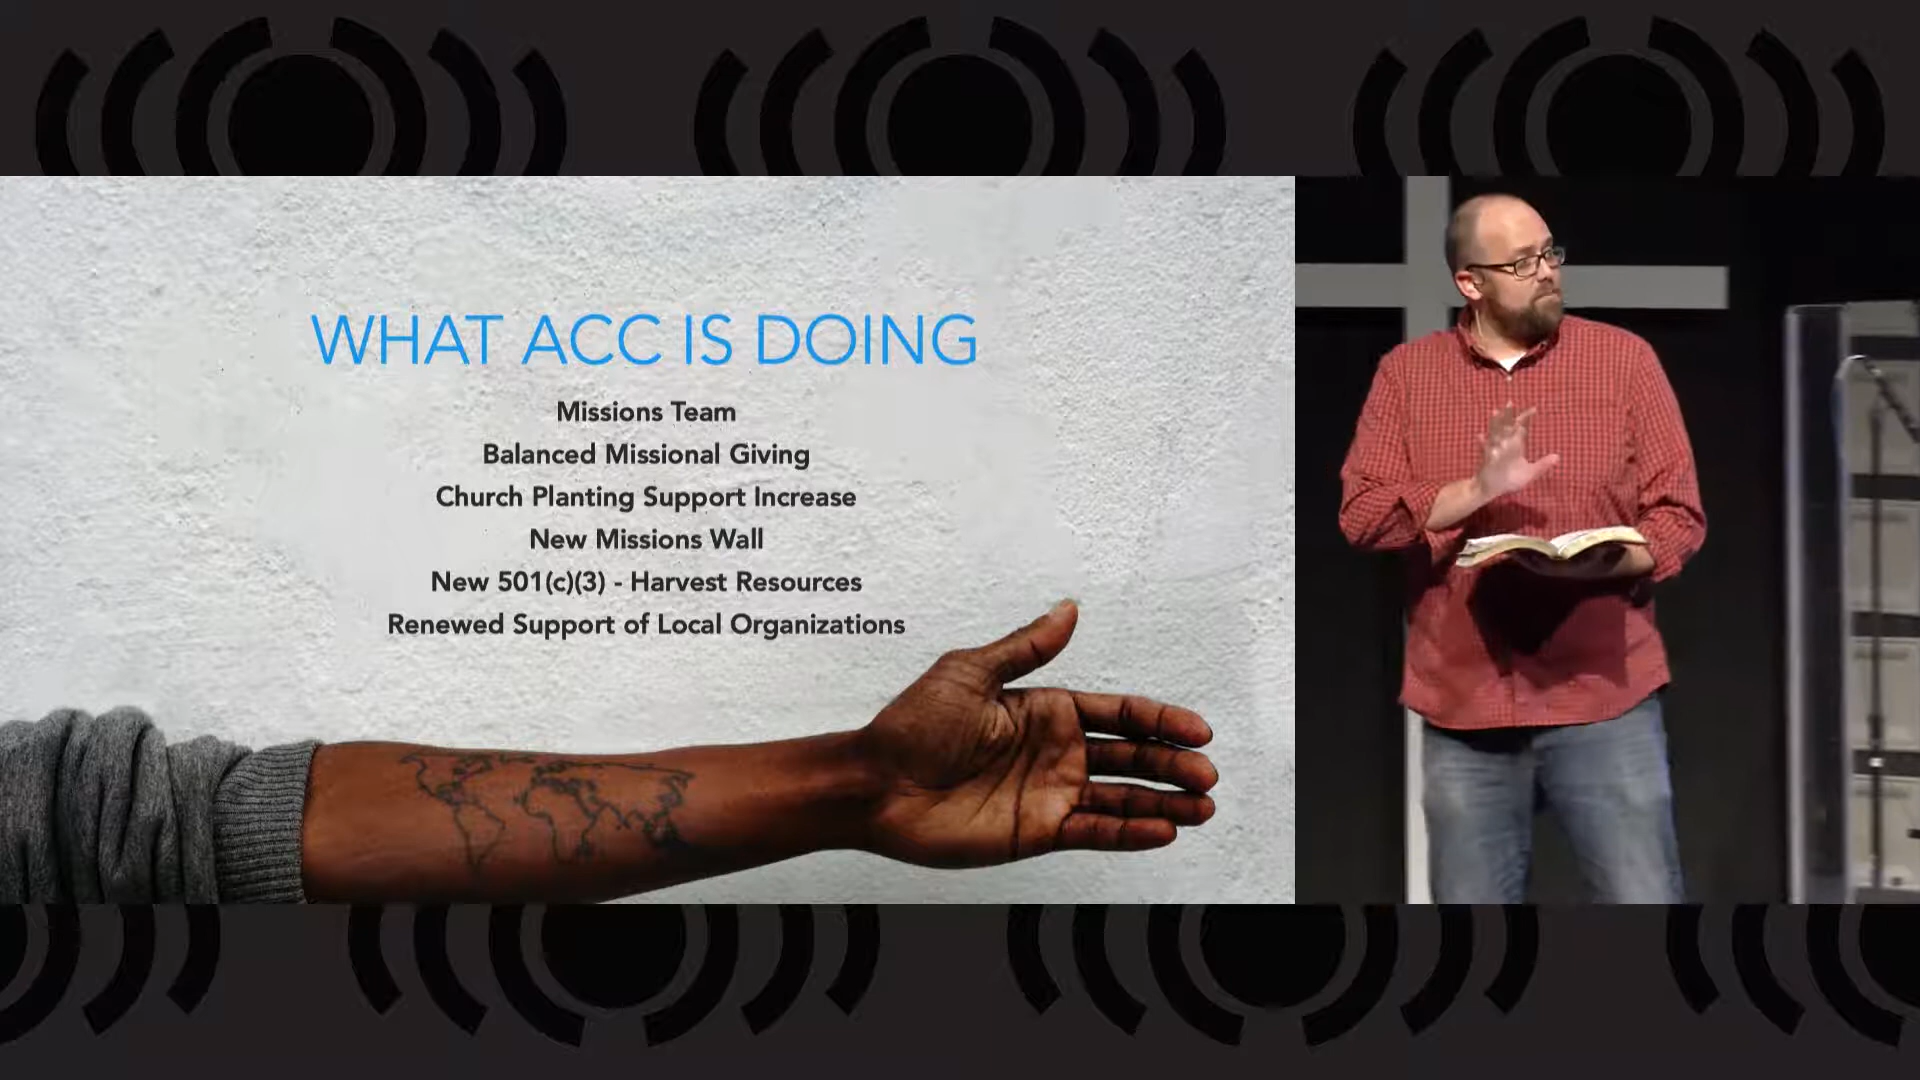 WHAT ACC IS DOING
Missions Team
Balanced Missional Giving
Church Planting Support Increase
New Missions Wall
New 501(c)(3) - Harvest Resources
Renewed Support of Local Organizations